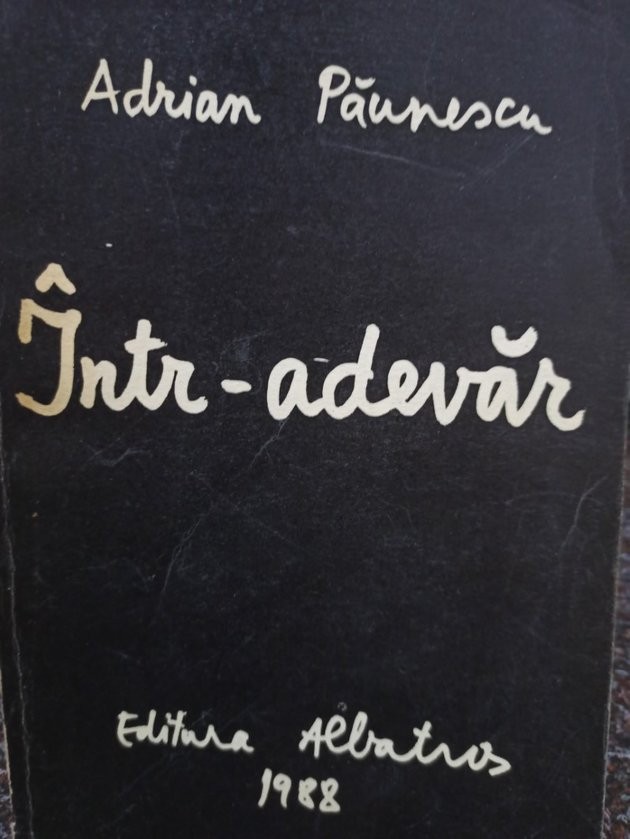 Adrian Păunescu
Într-adevăr
Editura Albatros
1988